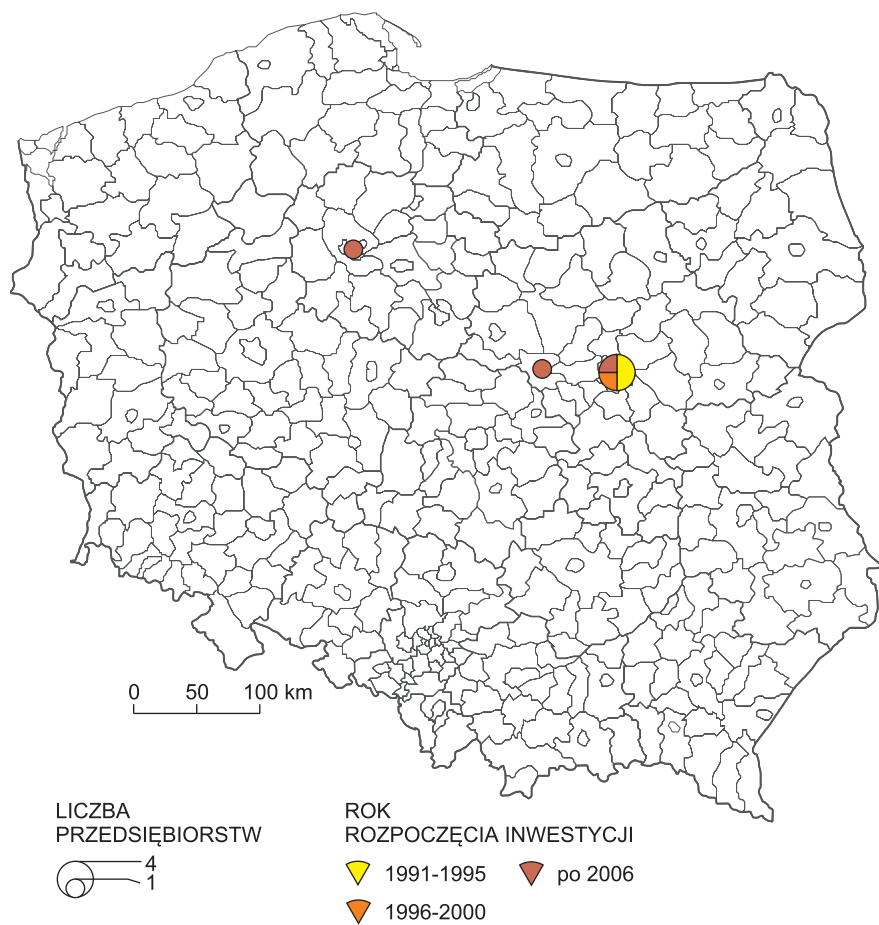 0 50 100 km
LICZBA
PRZEDSIĘBIORSTW
4
1
ROK
ROZPOCZĘCIA INWESTYCJI
1991-1995
po 2006
1996-2000